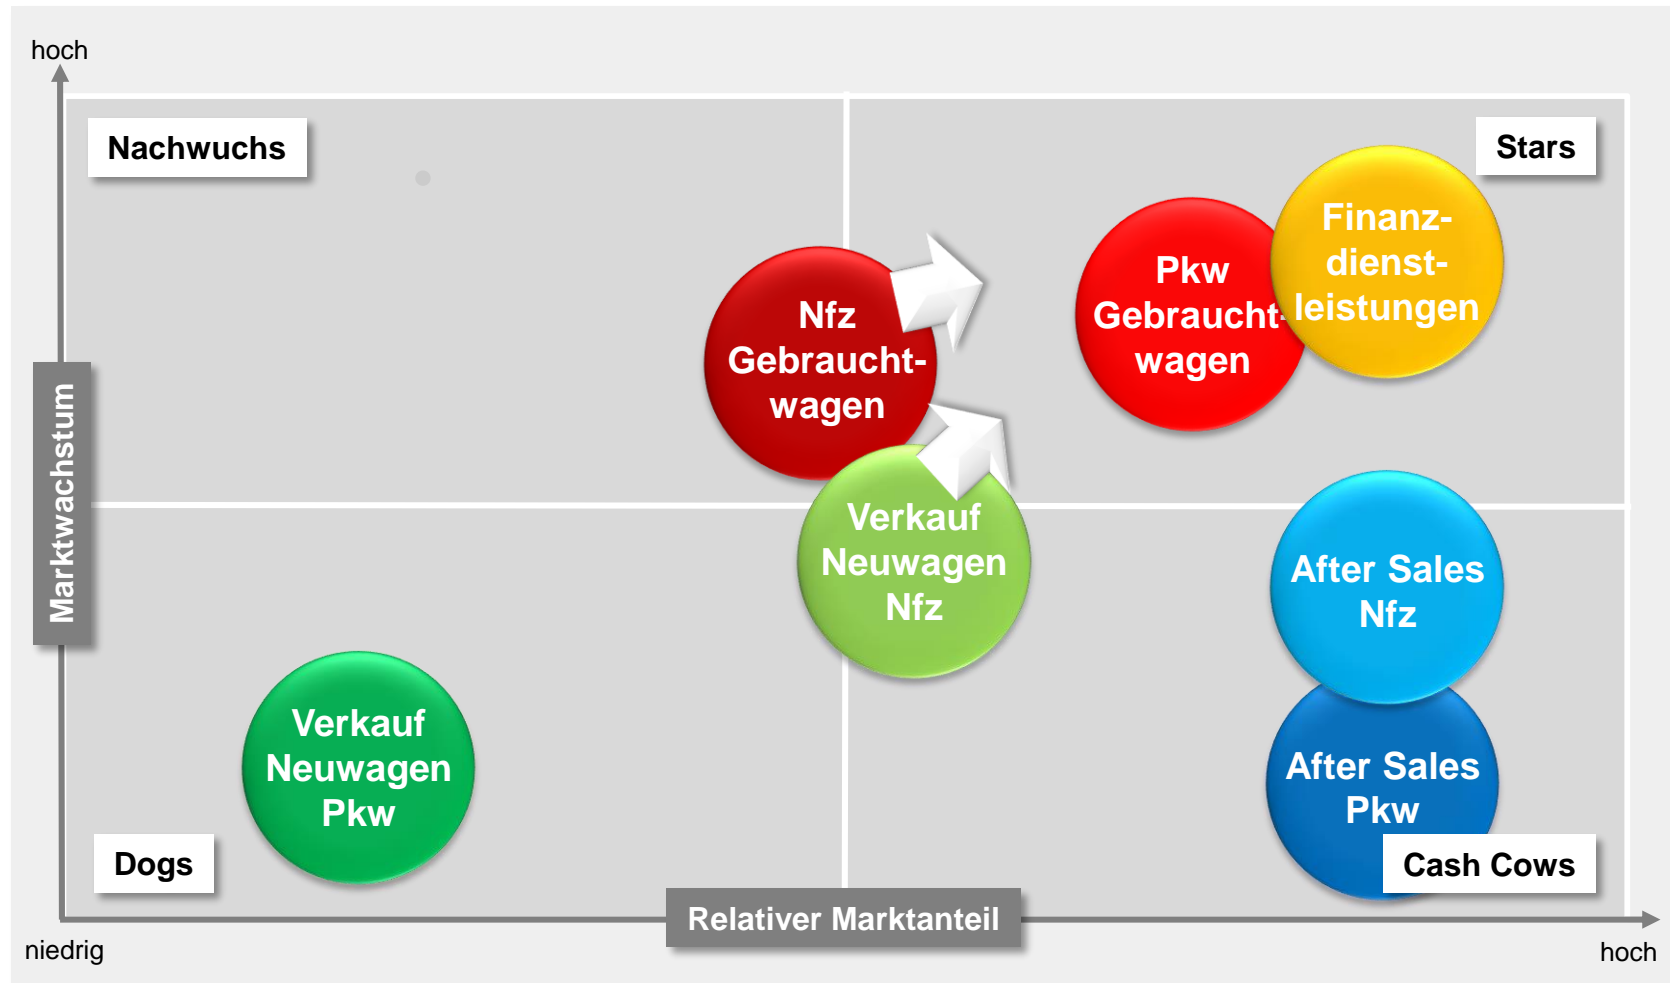 hoch
Nachwuchs
Stars
Finanz-
dienst-
leistungen
Pkw
Gebraucht-
wagen
Nfz
Gebraucht-
wagen
Marktwachstum
Verkauf
Neuwagen
Nfz
After Sales
Nfz
Verkauf
Neuwagen
Pkw
After Sales
Pkw
Dogs
Cash Cows
Relativer Marktanteil
niedrig
hoch